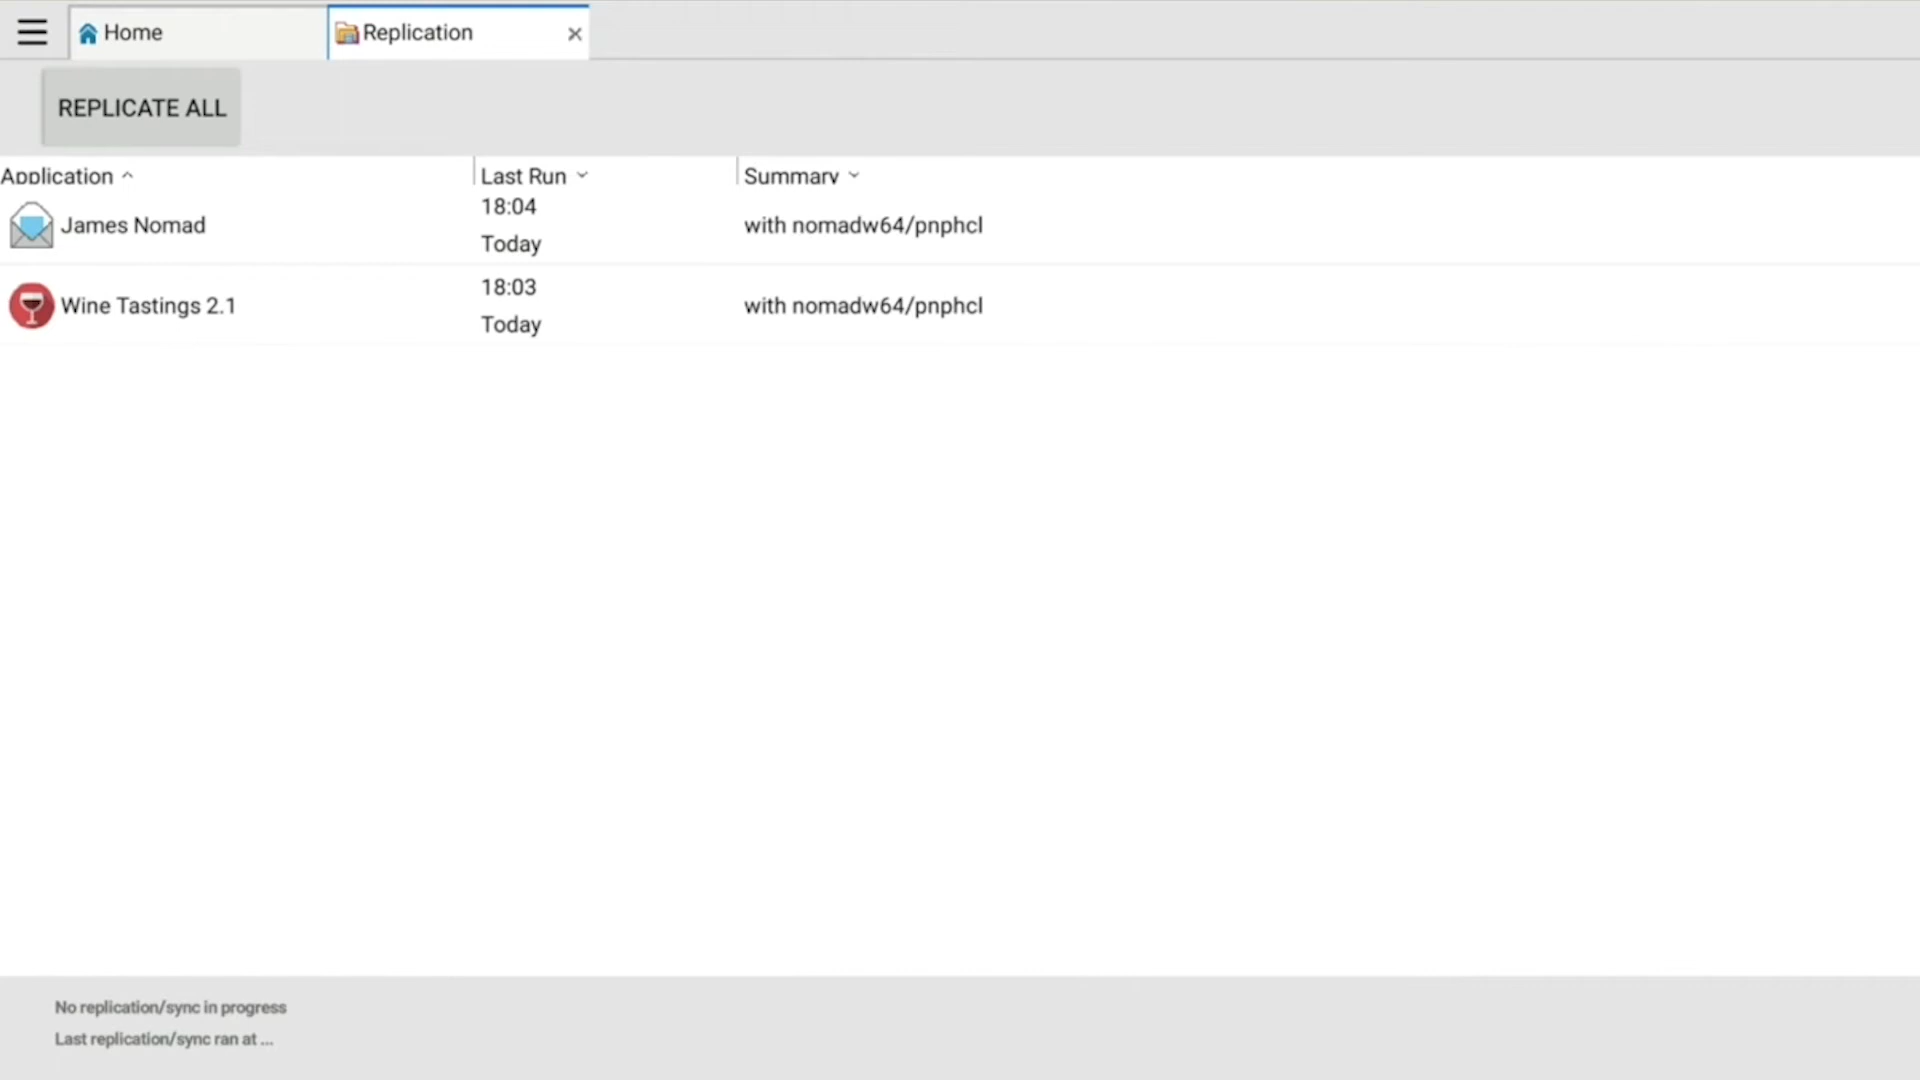 Home
Replication
REPLICATE ALL
Application
Last Run
Summary
James Nomad
18:04
Today
with nomadw64/pnphcl
Wine Tastings 2.1
18:03
Today
with nomadw64/pnphcl
No replication/sync in progress
Last replication/sync ran at ...